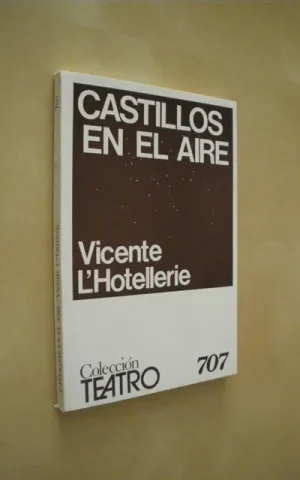 CASTILLOS
EN EL AIRE
Vicente
L'Hotellerie
Colección
TEATRO
707